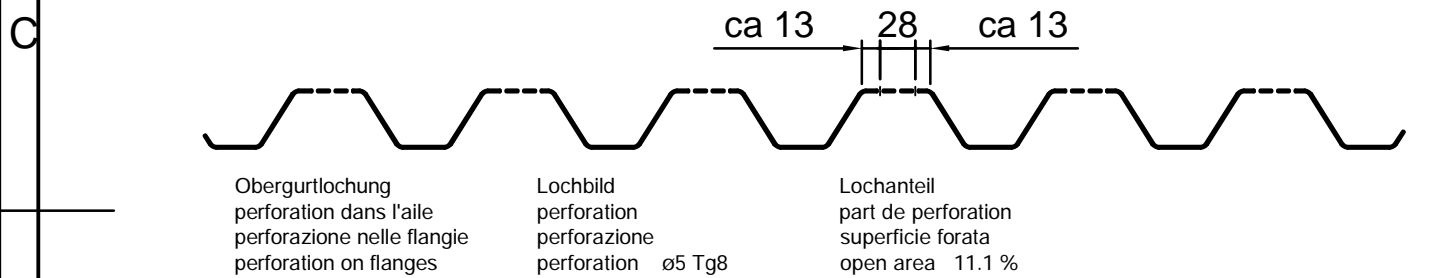 C
ca 13 28 ca 13
Obergurtlochung
perforation dans l'aile
perforazione nelle flangie
perforation on flanges
Lochbild
perforation
perforazione
perforation ø5 Tg8
Lochanteil
part de perforation
superficie forata
open area 11.1 %